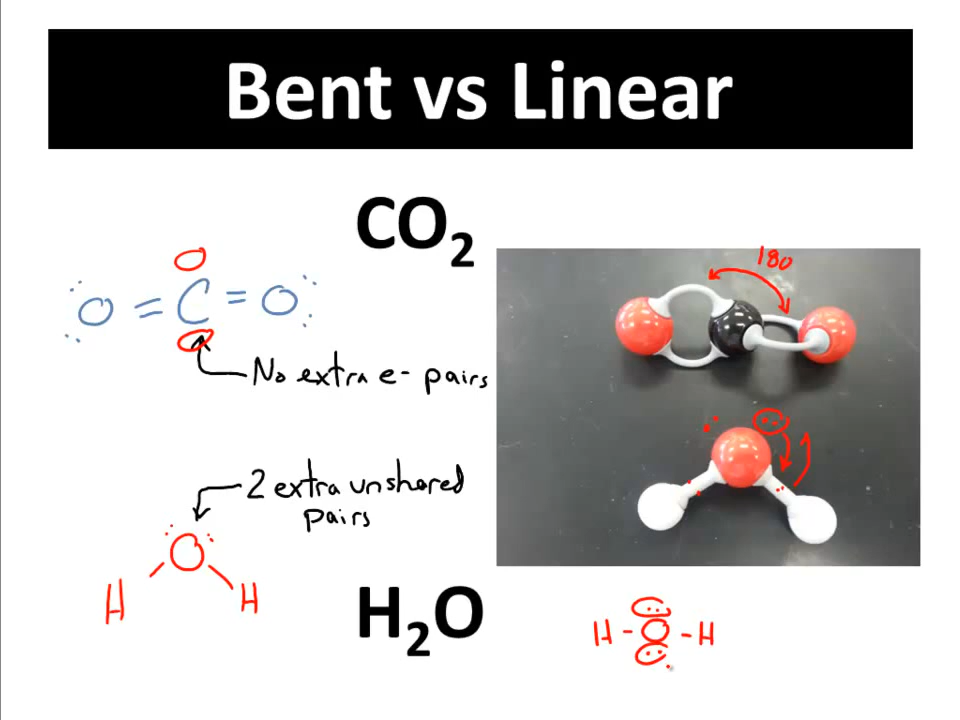 Bent vs Linear
CO₂
O = C = O
180
No extra e- pairs
2 extra unshared
pairs
O
H H
H₂O
H - O - H